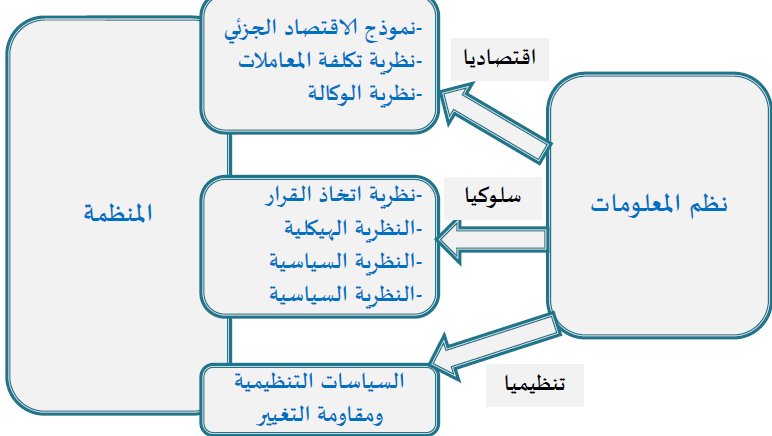 نظم المعلومات
اقتصاديا
-نموذج الاقتصاد الجزئي
-نظرية تكلفة المعاملات
-نظرية الوكالة
سلوكيا
-نظرية اتخاذ القرار
-النظرية الهيكلية
-النظرية السياسية
-النظرية السياسية
تنظيميا
السياسات التنظيمية
ومقاومة التغيير
المنظمة